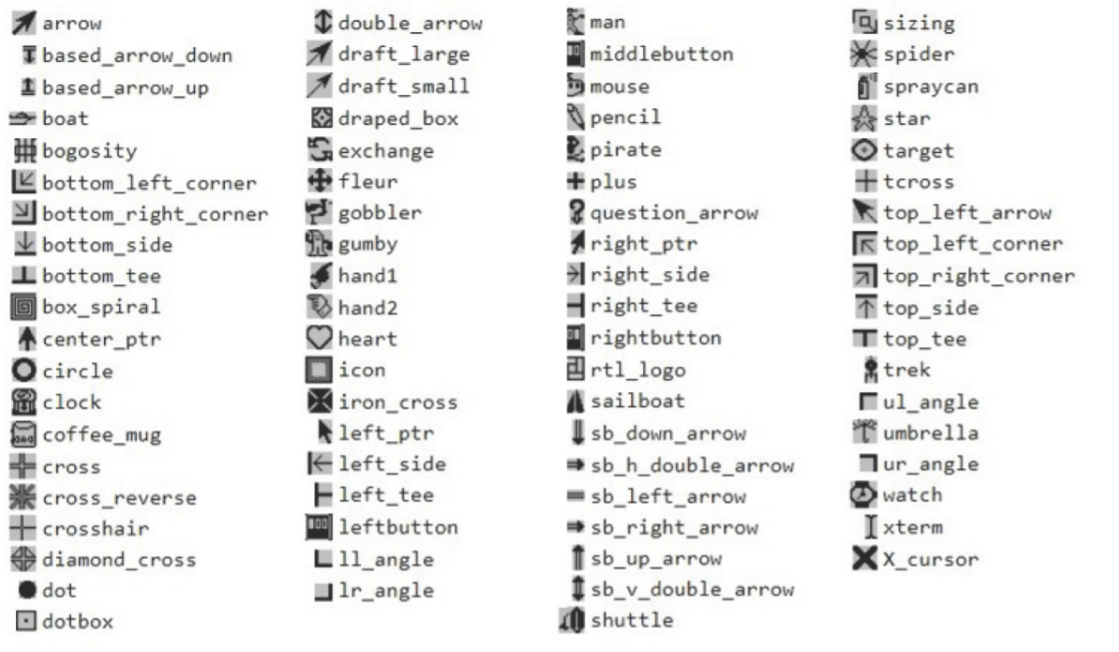 arrow
based_arrow_down
based_arrow_up
boat
bogosity
bottom_left_corner
bottom_right_corner
bottom_side
bottom_tee
box_spiral
center_ptr
circle
clock
coffee_mug
cross
cross_reverse
crosshair
diamond_cross
dot
dotbox
double_arrow
draft_large
draft_small
draped_box
exchange
fleur
gobbler
gumby
hand1
hand2
heart
icon
iron_cross
left_ptr
left_side
left_tee
leftbutton
ll_angle
lr_angle
man
middlebutton
mouse
pencil
pirate
plus
question_arrow
right_ptr
right_side
right_tee
rightbutton
rtl_logo
sailboat
sb_down_arrow
sb_h_double_arrow
sb_left_arrow
sb_right_arrow
sb_up_arrow
sb_v_double_arrow
shuttle
sizing
spider
spraycan
star
target
tcross
top_left_arrow
top_left_corner
top_right_corner
top_side
top_tee
trek
ul_angle
umbrella
ur_angle
watch
xterm
X_cursor